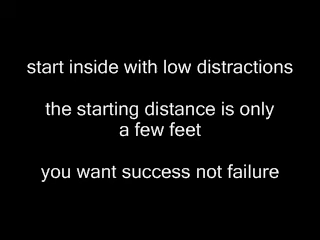 start inside with low distractions
the starting distance is only
a few feet
you want success not failure